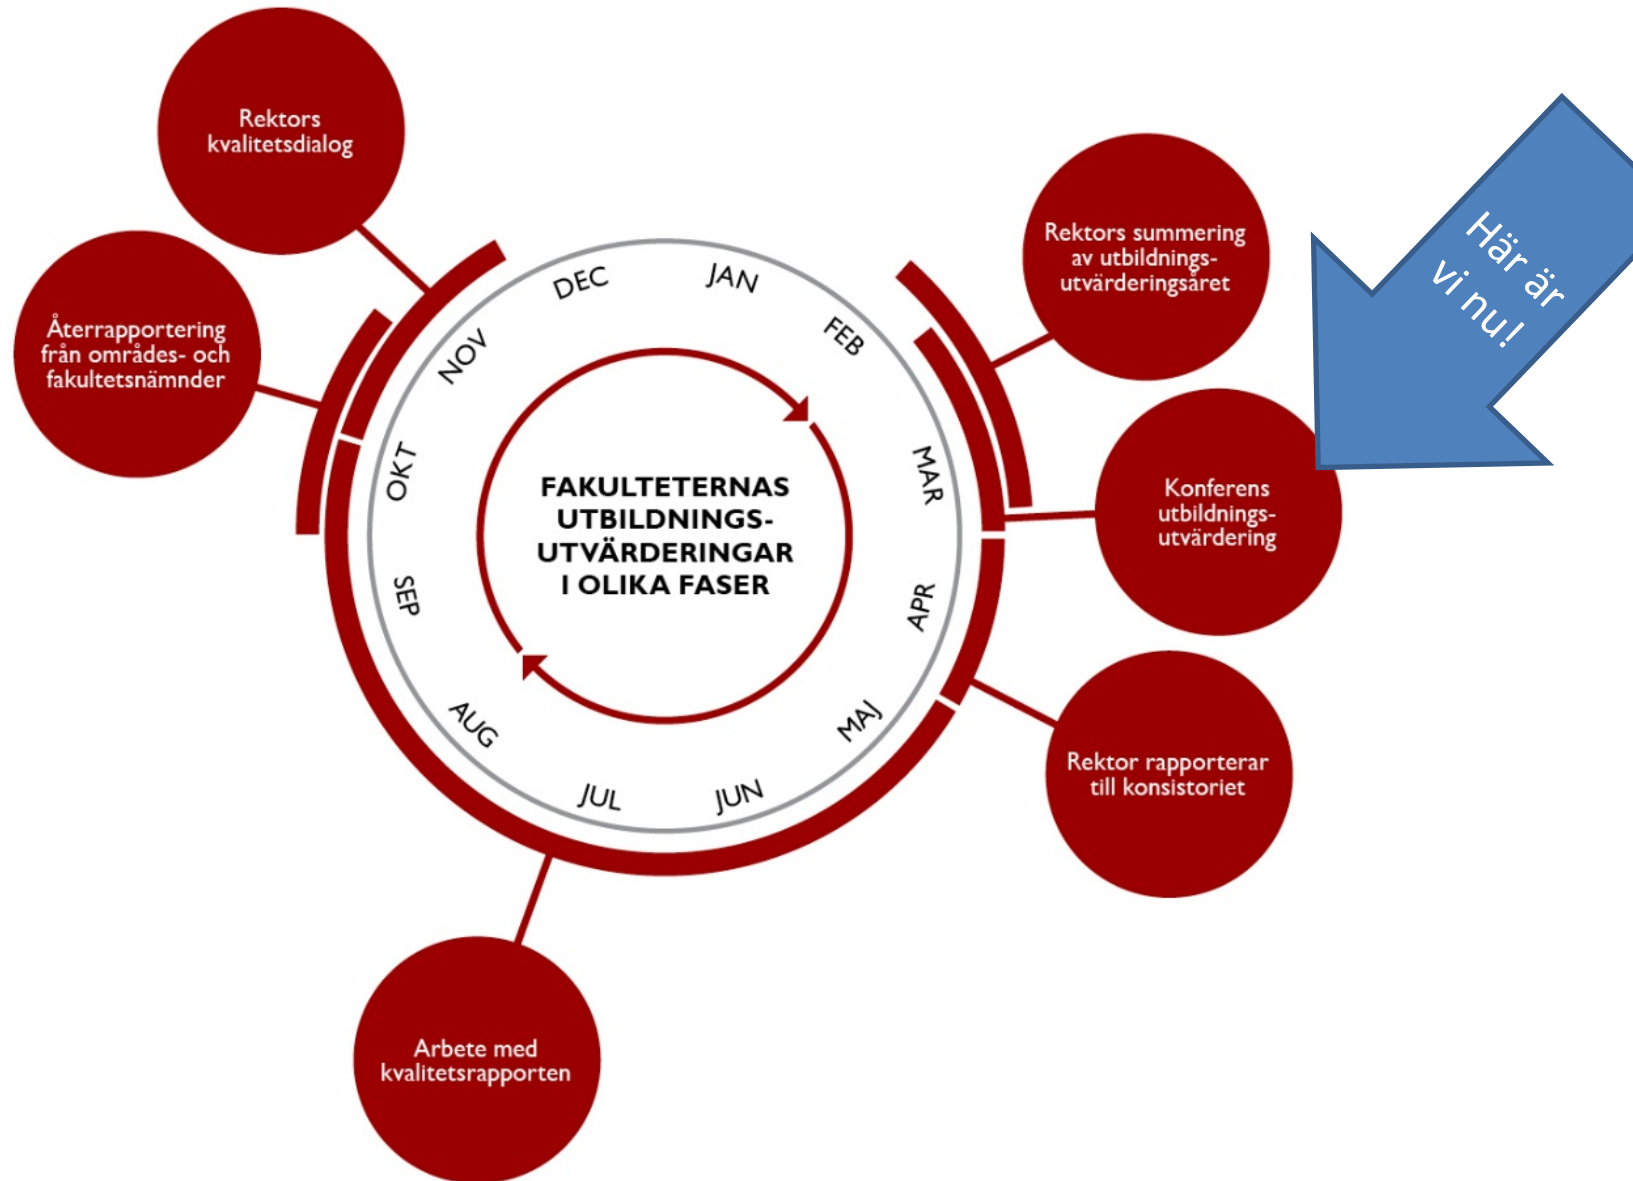 Rektors
kvalitetsdialog
Återrapportering
från områdes- och
fakultetsnämnder
Rektors summering
av utbildnings-
utvärderingsåret
Här är
vi nu!
Konferens
utbildnings-
utvärdering
Rektor rapporterar
till konsistoriet
Arbete med
kvalitetsrapporten
JAN
FEB
MAR
APR
MAJ
JUN
JUL
AUG
SEP
OKT
NOV
DEC
FAKULTETERNAS
UTBILDNINGS-
UTVÄRDERINGAR
I OLIKA FASER